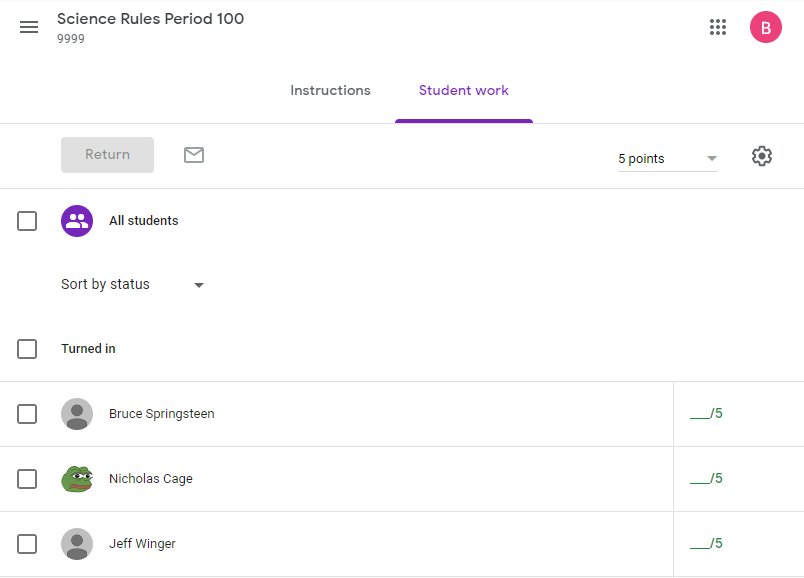 Science Rules Period 100
9999
B
Instructions
Student work
Return
5 points
All students
Sort by status
Turned in
Bruce Springsteen
___/5
Nicholas Cage
___/5
Jeff Winger
___/5